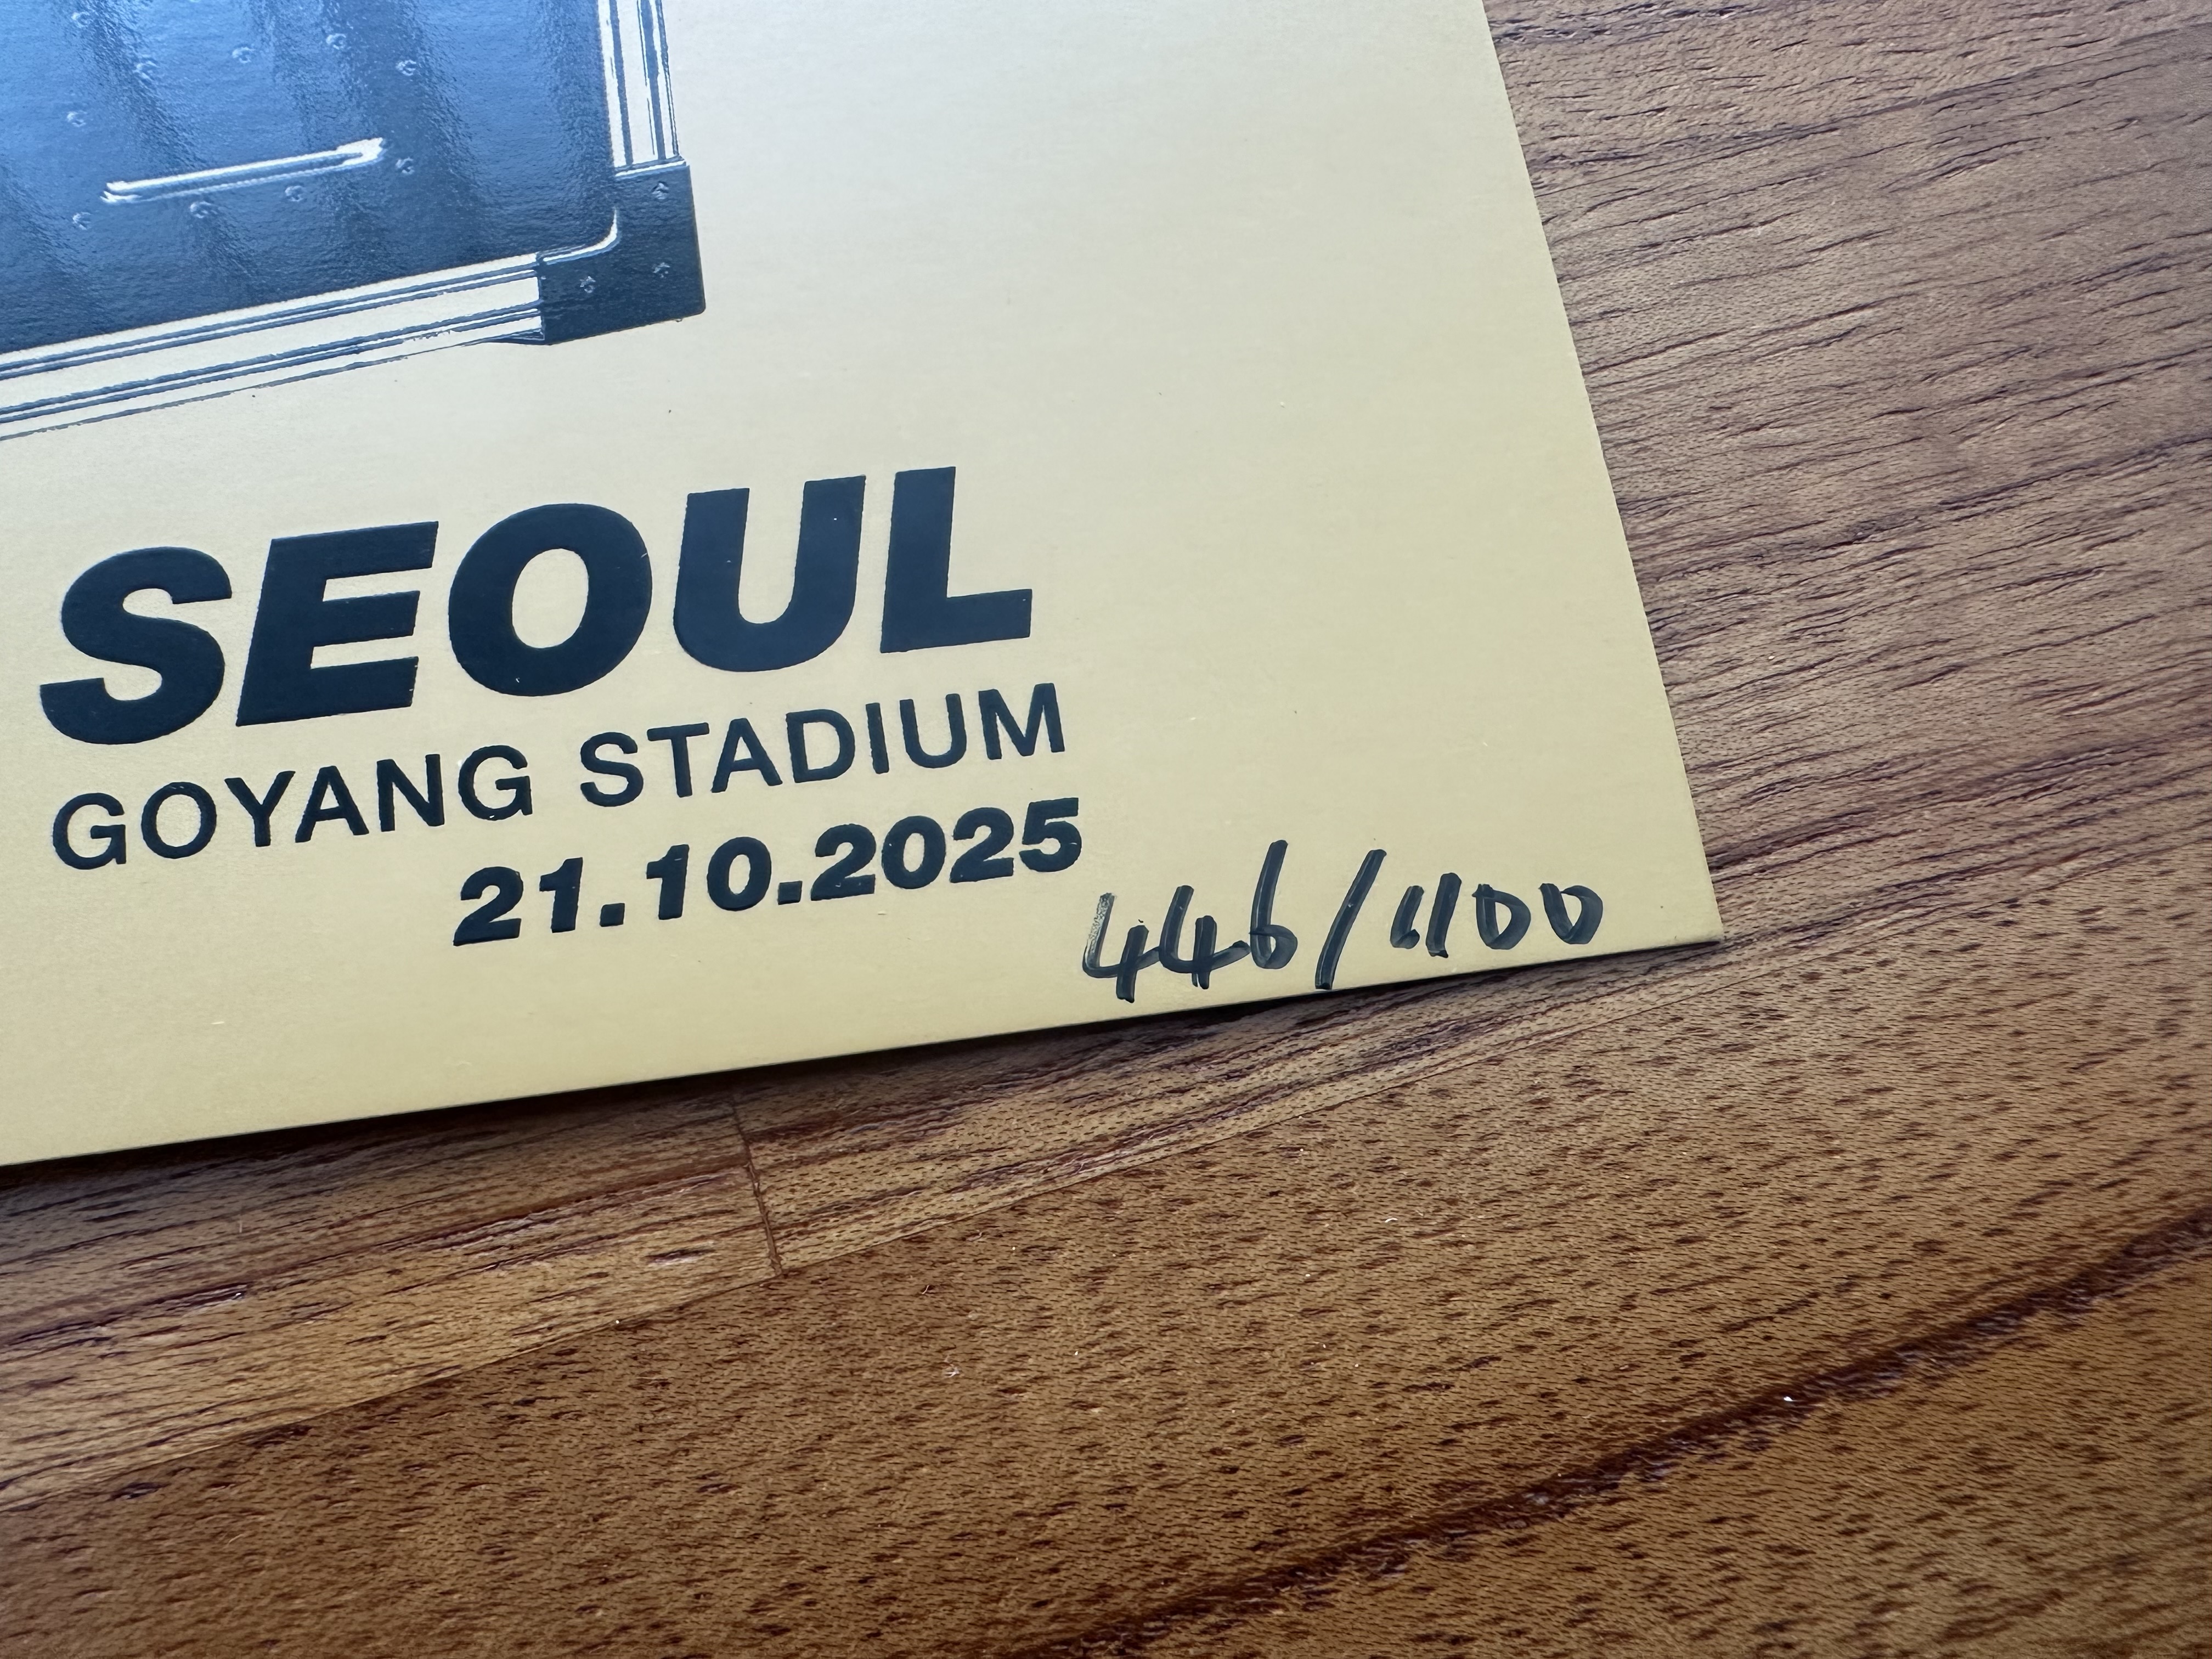 SEOUL
GOYANG STADIUM
21.10.2025
446/1100